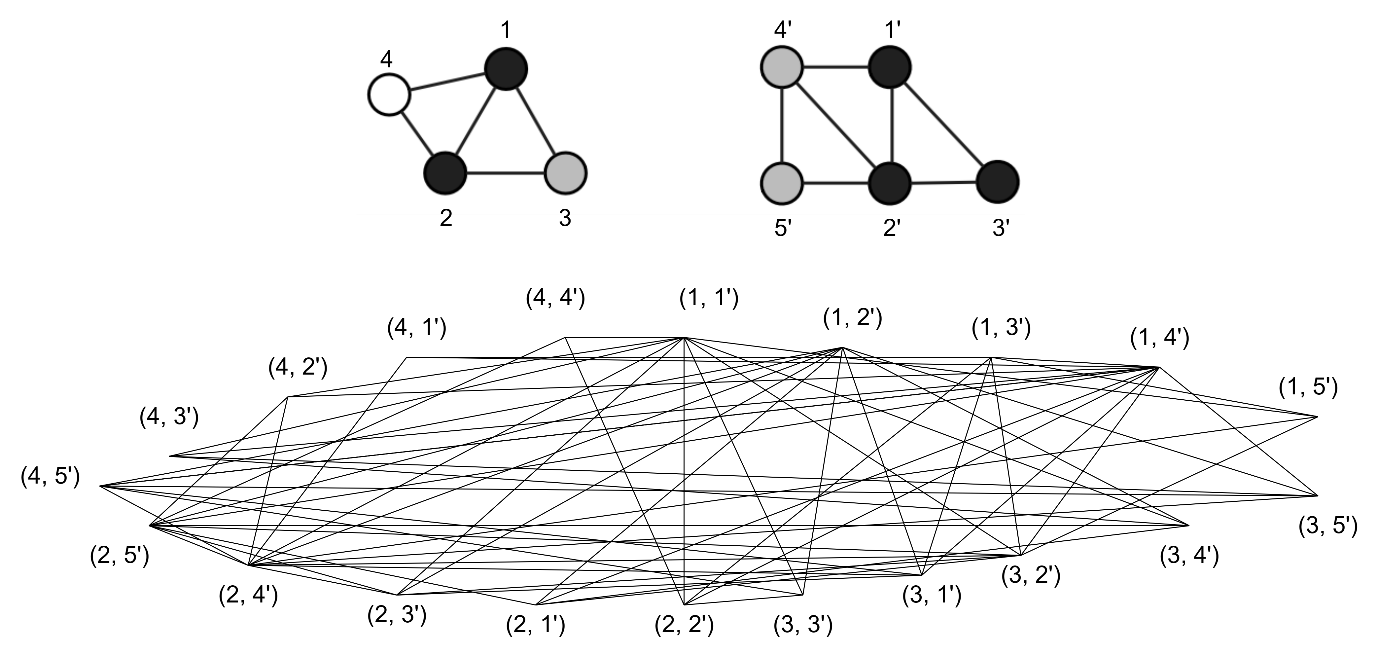 4' 1'
1
4
5' 2' 3'
2 3
(4, 4') (1, 1')
(4, 1') (1, 2') (1, 3') (1, 4')
(4, 2') (1, 5')
(4, 3')
(4, 5') (3, 5')
(2, 5') (3, 4')
(2, 4') (3, 2')
(2, 3') (2, 1') (2, 2') (3, 3') (3, 1')